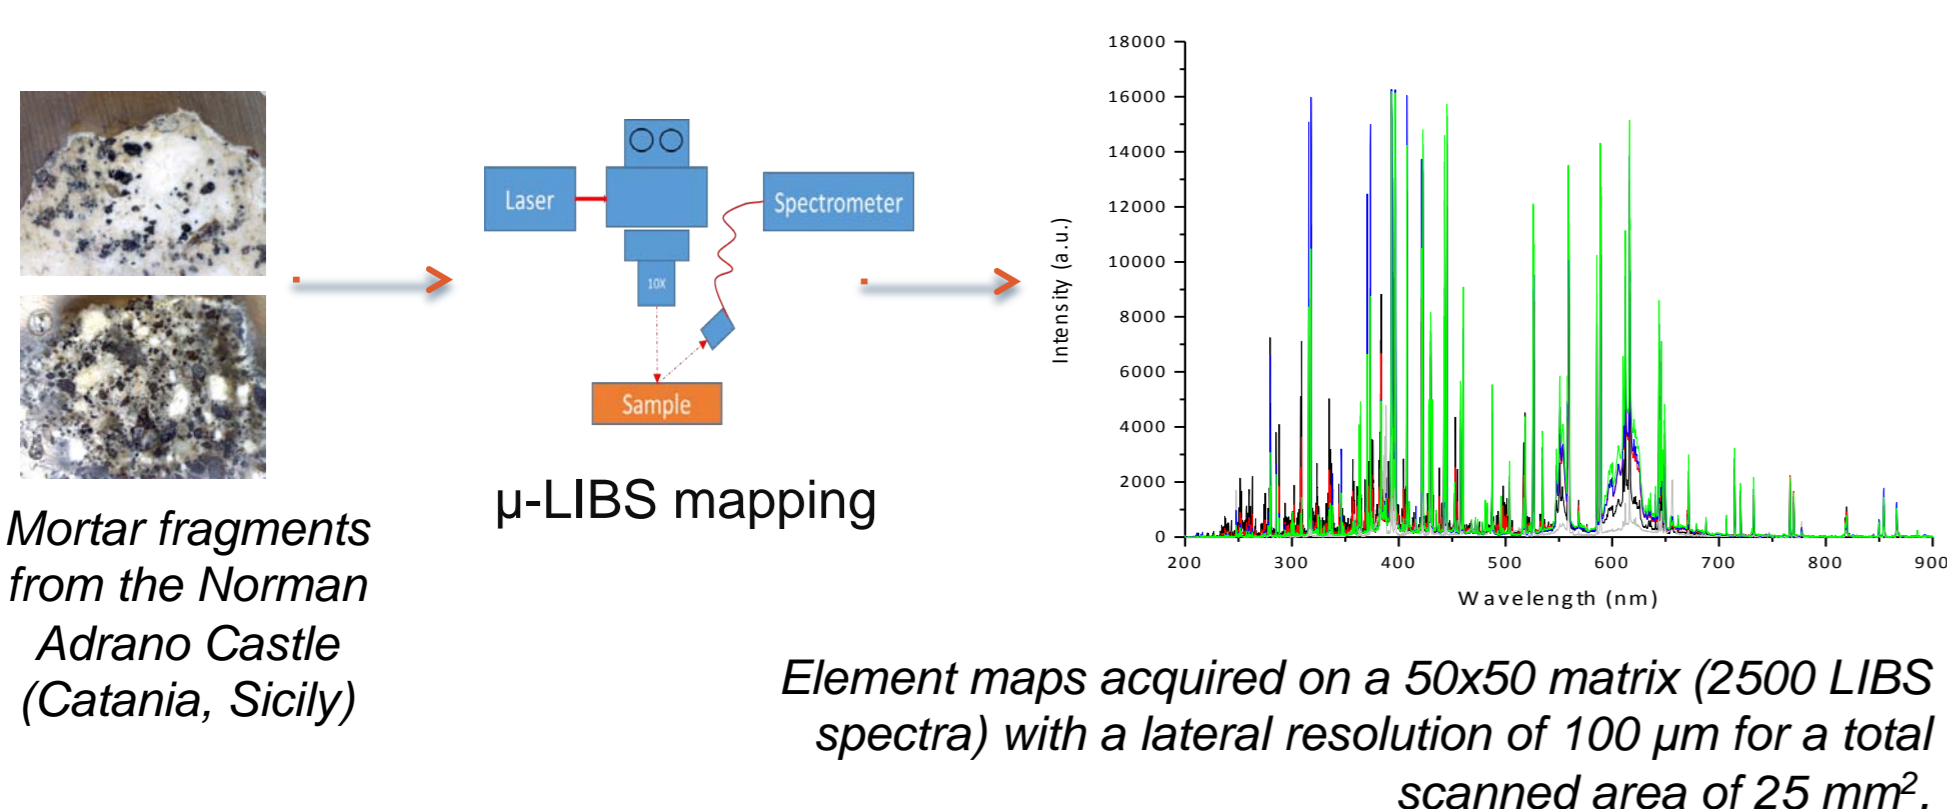 Mortar fragments
from the Norman
Adrano Castle
(Catania, Sicily)
Laser
Spectrometer
10X
Sample
µ-LIBS mapping
18000
16000
14000
12000
10000
8000
6000
4000
2000
0
Intensity (a.u.)
200 300 400 500 600 700 800 900
Wavelength (nm)
Element maps acquired on a 50x50 matrix (2500 LIBS
spectra) with a lateral resolution of 100 µm for a total
scanned area of 25 mm².